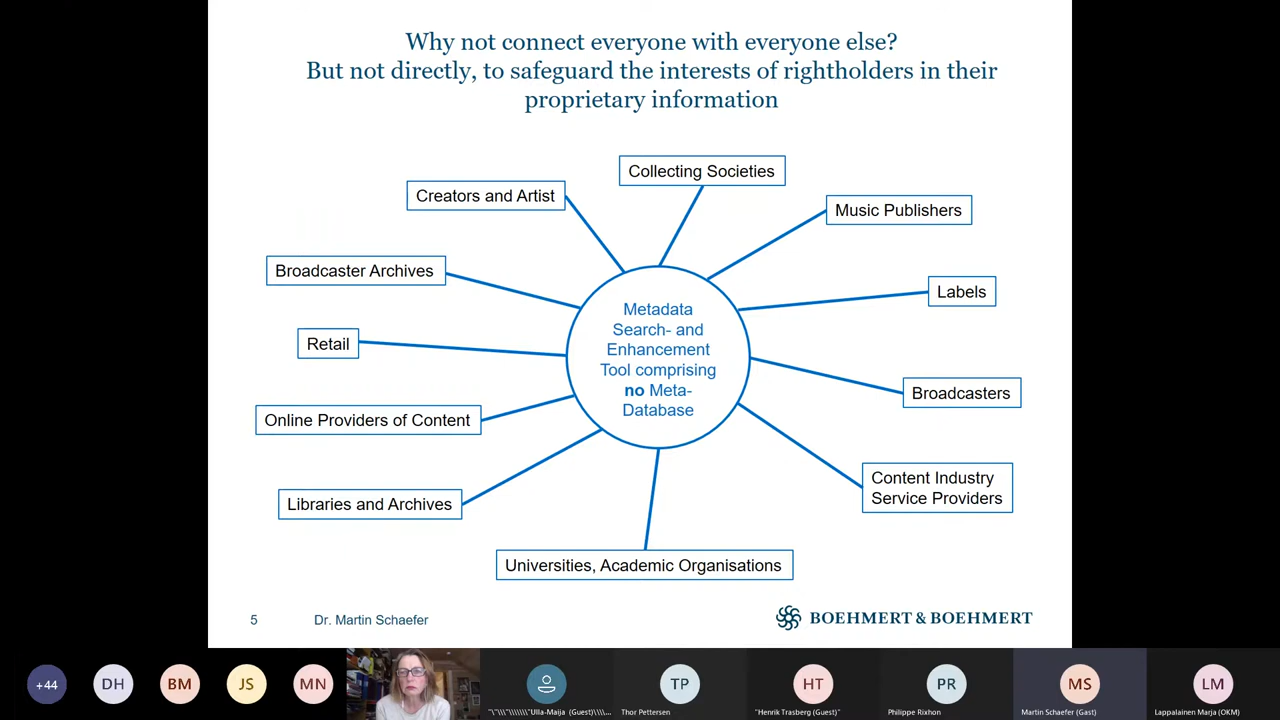 Why not connect everyone with everyone else?
But not directly, to safeguard the interests of rightholders in their
proprietary information
Collecting Societies
Creators and Artist
Music Publishers
Broadcaster Archives
Labels
Metadata
Search- and
Enhancement
Tool comprising
no Meta-
Database
Retail
Broadcasters
Online Providers of Content
Content Industry
Service Providers
Libraries and Archives
Universities, Academic Organisations
5
Dr. Martin Schaefer
BOEHMERT & BOEHMERT
+44
DH
BM
JS
MN
TP
HT
PR
MS
LM
"\"\\\"\\\\\\\"Ulla-Maija (Guest)\\\\...
Thor Pettersen
"Henrik Trasberg (Guest)"
Philippe Rixhon
Martin Schaefer (Gast)
Lappalainen Marja (OKM)